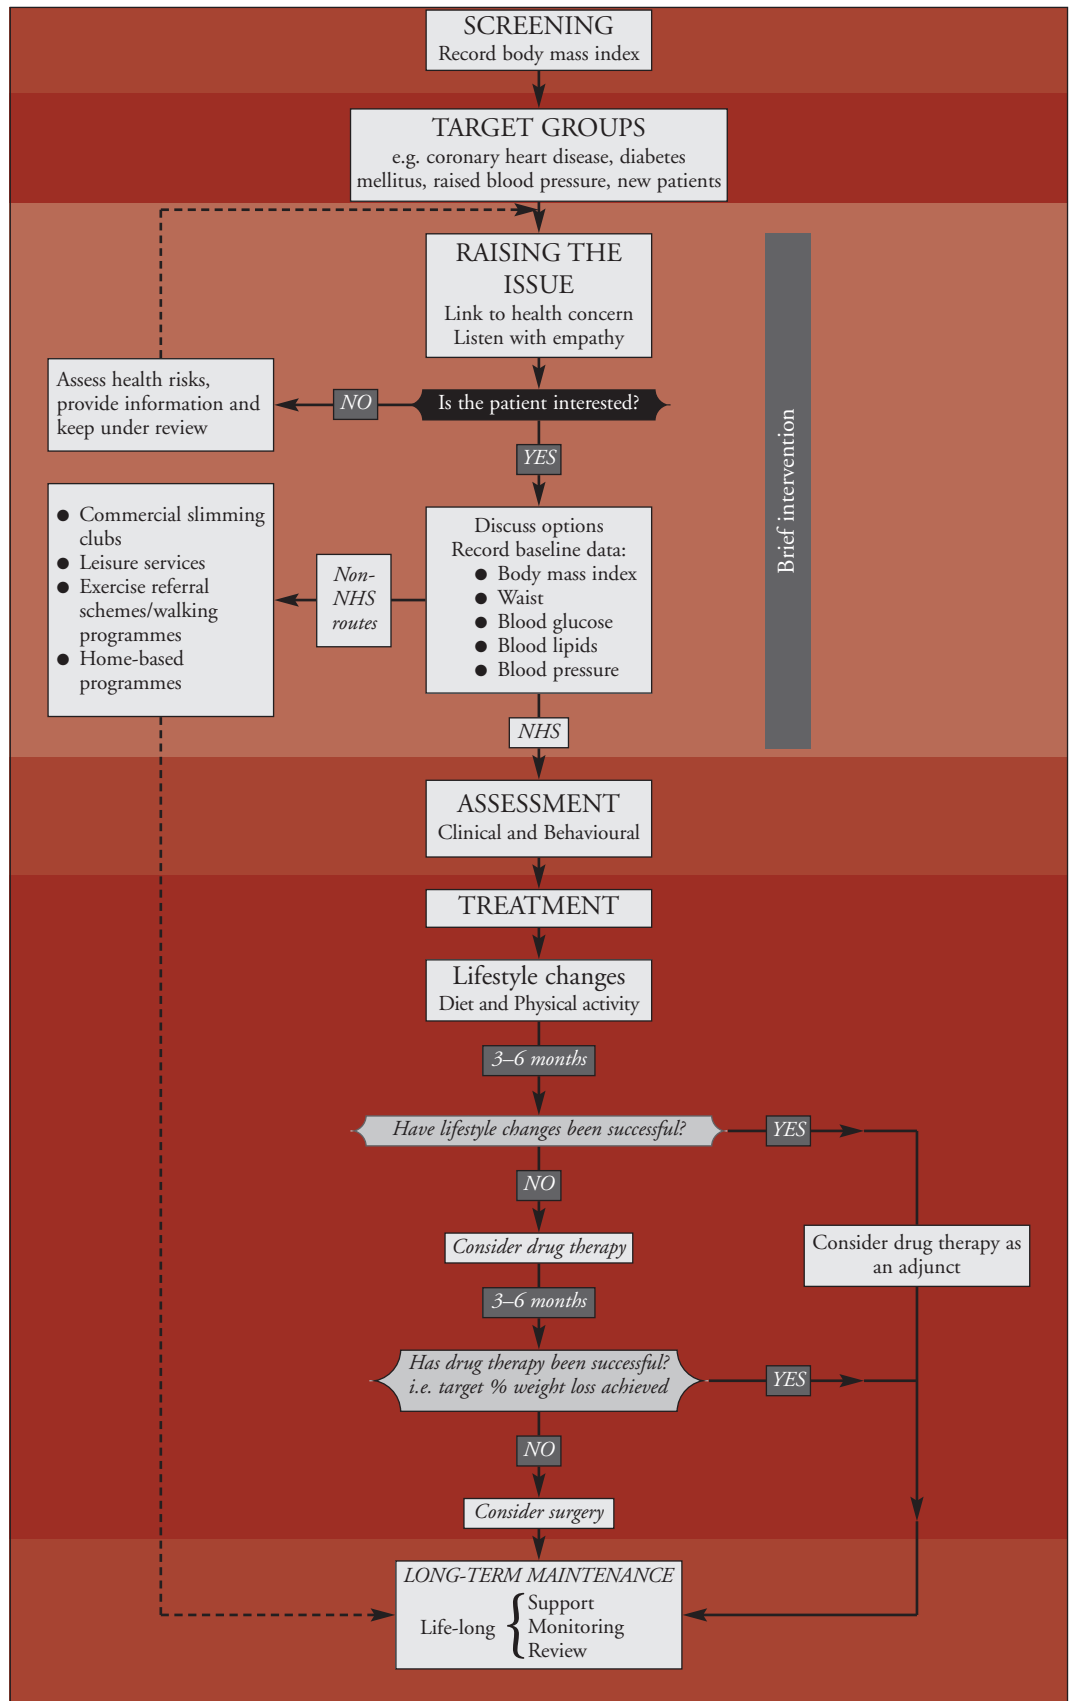 SCREENING
Record body mass index
TARGET GROUPS
e.g. coronary heart disease, diabetes
mellitus, raised blood pressure, new patients
RAISING THE
ISSUE
Link to health concern
Listen with empathy
Is the patient interested?
NO
Assess health risks,
provide information and
keep under review
YES
Discuss options
Record baseline data:
● Body mass index
● Waist
● Blood glucose
● Blood lipids
● Blood pressure
Non-
NHS
routes
● Commercial slimming
clubs
● Leisure services
● Exercise referral
schemes/walking
programmes
● Home-based
programmes
Brief intervention
NHS
ASSESSMENT
Clinical and Behavioural
TREATMENT
Lifestyle changes
Diet and Physical activity
3–6 months
Have lifestyle changes been successful?
YES
NO
Consider drug therapy
Consider drug therapy as
an adjunct
3–6 months
Has drug therapy been successful?
i.e. target % weight loss achieved
YES
NO
Consider surgery
LONG-TERM MAINTENANCE
Life-long
Support
Monitoring
Review